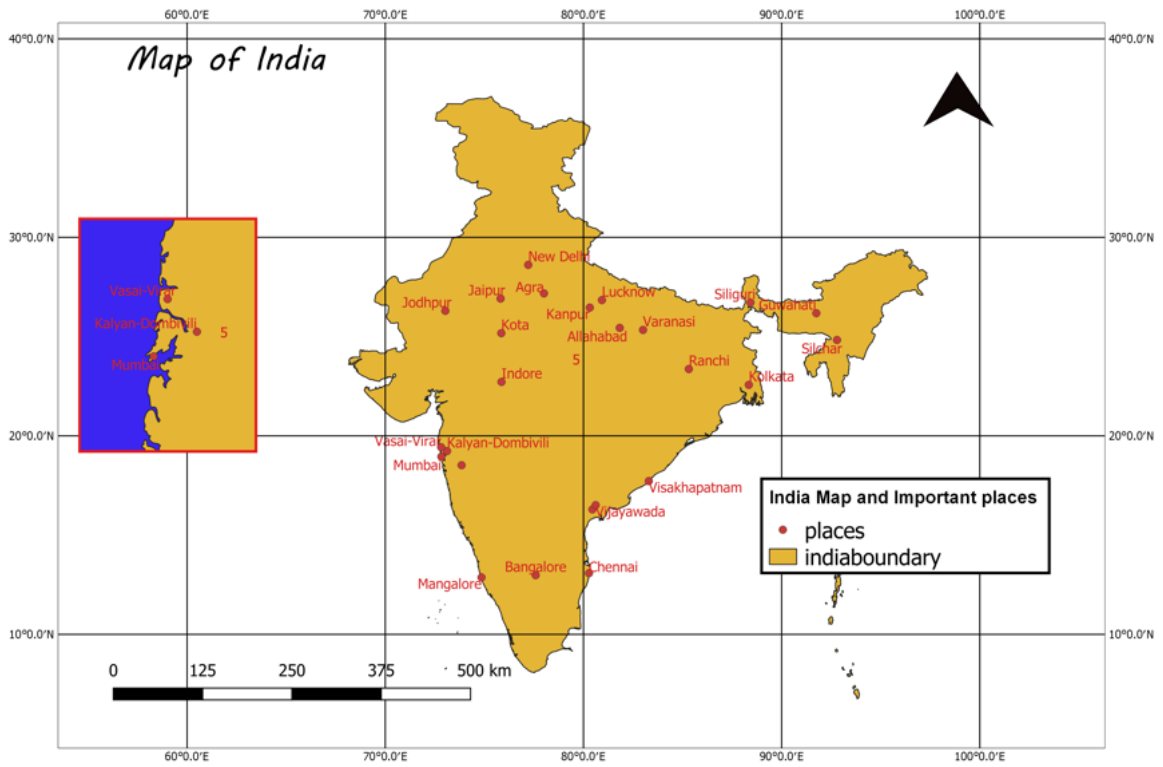 60°0.0'E 70°0.0'E 80°0.0'E 90°0.0'E 100°0.0'E
40°0.0'N 40°0.0'N
Map of India
30°0.0'N 30°0.0'N
New Delhi
Jaipur Agra Lucknow
Jodhpur Kanpur
Siliguri
Guwahati
Kota Allahabad Varanasi
Silchar
5
Ranchi
Indore Kolkata
Vasai-Virar
Kalyan-Dombivili
5
Mumbai
20°0.0'N 20°0.0'N
Vasai-Virar Kalyan-Dombivili
Mumbai
Visakhapatnam
Vijayawada
Bangalore Chennai
Mangalore
India Map and Important places
places
indiaboundary
10°0.0'N 10°0.0'N
0 125 250 375 500 km
60°0.0'E 70°0.0'E 80°0.0'E 90°0.0'E 100°0.0'E